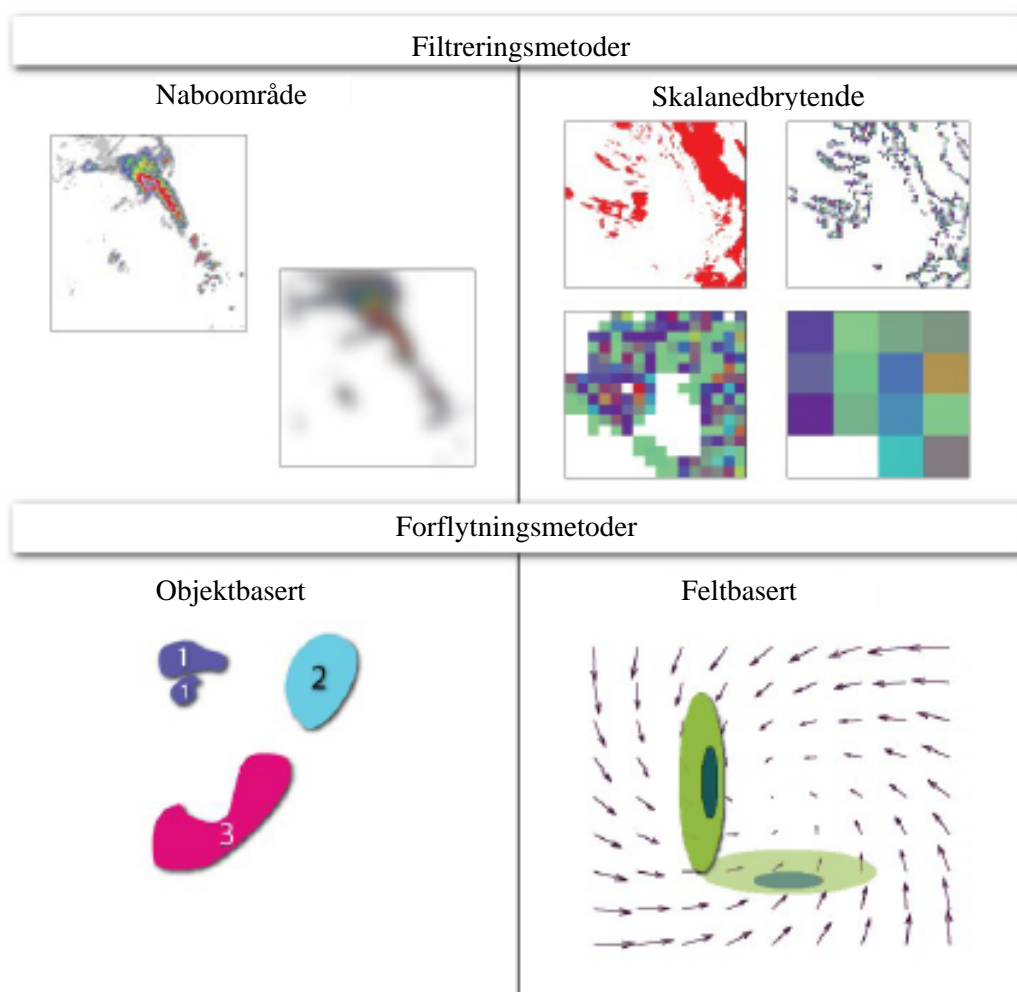 Filtreringsmetoder
Naboområde
Skalanedbrytende
Forflytningsmetoder
Objektbasert
Feltbasert
1
1
2
3